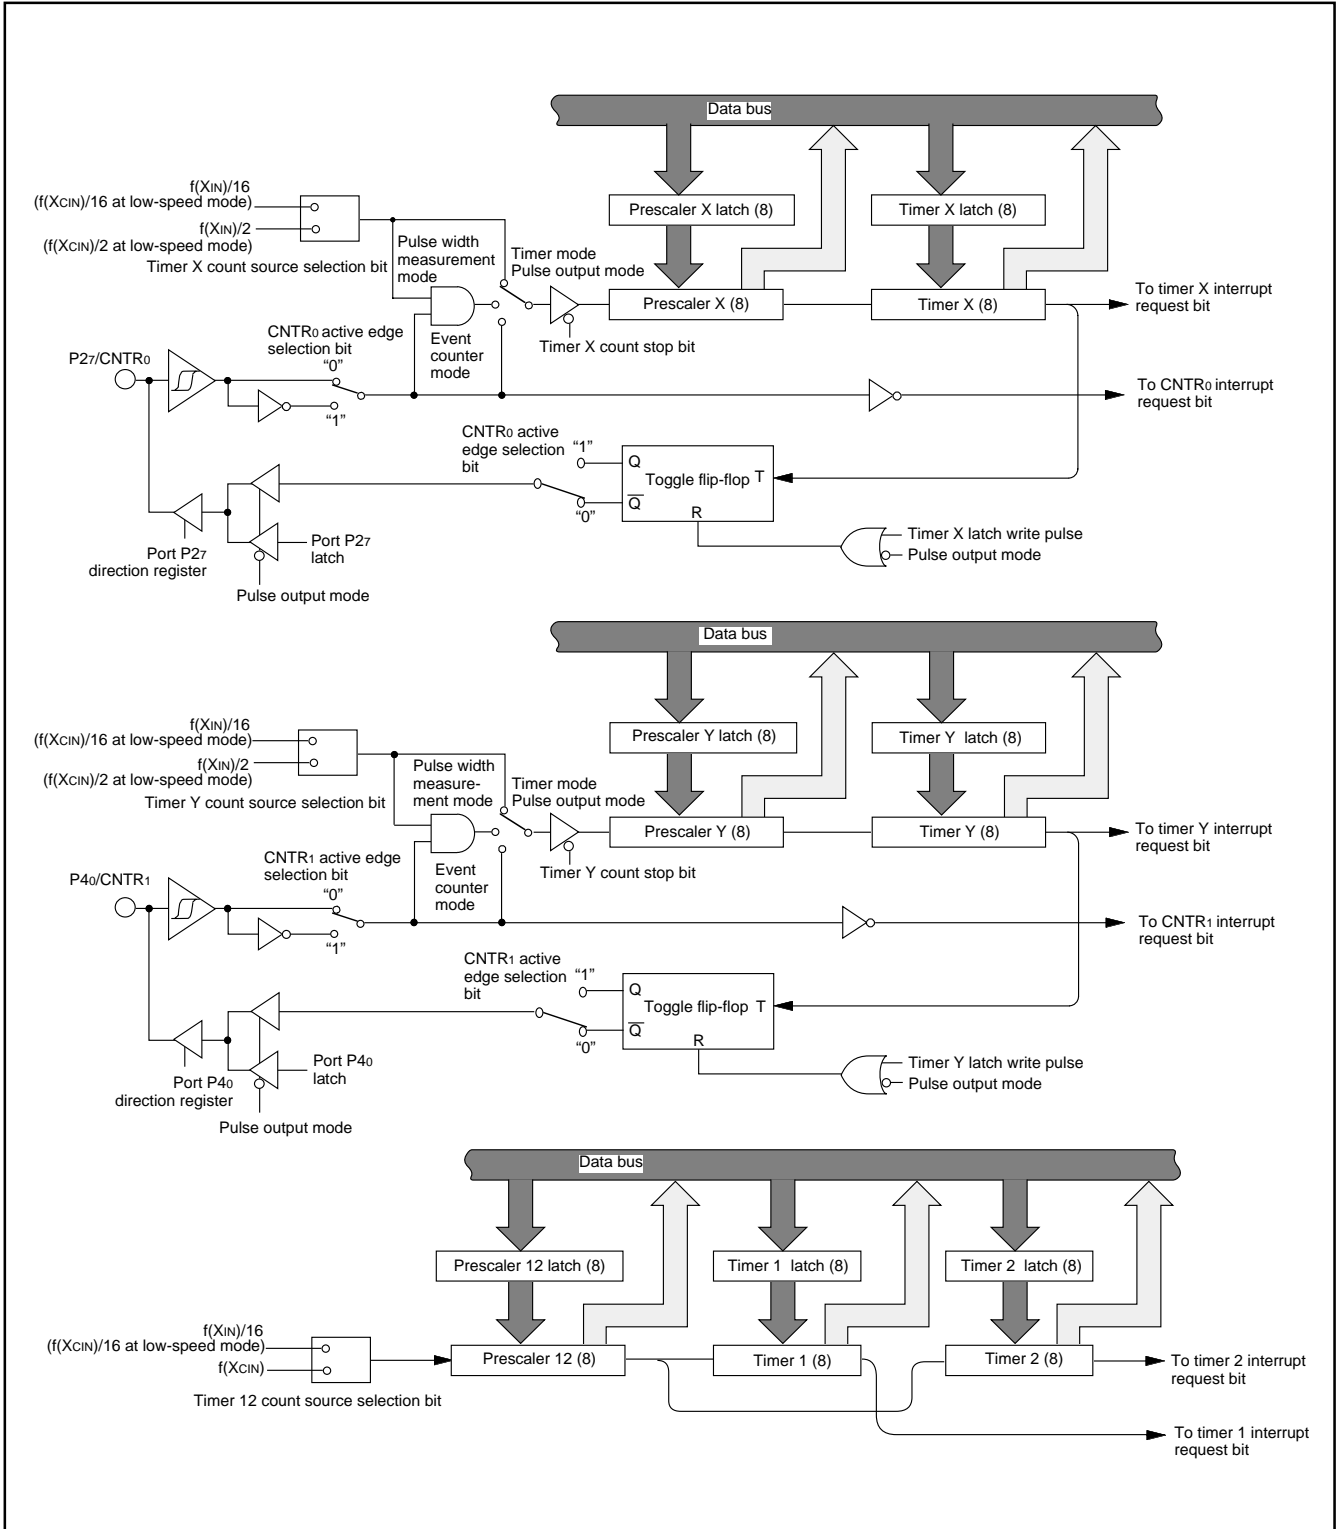 Data bus
f(XIN)/16
(f(XCIN)/16 at low-speed mode)
f(XIN)/2
(f(XCIN)/2 at low-speed mode)
Timer X count source selection bit
Prescaler X latch (8)
Timer X latch (8)
Pulse width
measurement
mode
Timer mode
Pulse output mode
Prescaler X (8)
Timer X (8)
To timer X interrupt
request bit
Timer X count stop bit
CNTR0 active edge
selection bit
Event
counter
mode
P27/CNTR0
“0”
“1”
To CNTR0 interrupt
request bit
CNTR0 active
edge selection
bit
“1”
“0”
Q
Q
Toggle flip-flop
T
R
Port P27
direction register
Port P27
latch
Pulse output mode
Timer X latch write pulse
Pulse output mode
Data bus
f(XIN)/16
(f(XCIN)/16 at low-speed mode)
f(XIN)/2
(f(XCIN)/2 at low-speed mode)
Timer Y count source selection bit
Prescaler Y latch (8)
Timer Y latch (8)
Pulse width
measure-
ment mode
Timer mode
Pulse output mode
Prescaler Y (8)
Timer Y (8)
To timer Y interrupt
request bit
Timer Y count stop bit
CNTR1 active edge
selection bit
Event
counter
mode
P40/CNTR1
“0”
“1”
To CNTR1 interrupt
request bit
CNTR1 active
edge selection
bit
“1”
“0”
Q
Q
Toggle flip-flop
T
R
Port P40
direction register
Port P40
latch
Pulse output mode
Timer Y latch write pulse
Pulse output mode
Data bus
Prescaler 12 latch (8)
Timer 1 latch (8)
Timer 2 latch (8)
f(XIN)/16
(f(XCIN)/16 at low-speed mode)
f(XCIN)
Timer 12 count source selection bit
Prescaler 12 (8)
Timer 1 (8)
Timer 2 (8)
To timer 2 interrupt
request bit
To timer 1 interrupt
request bit